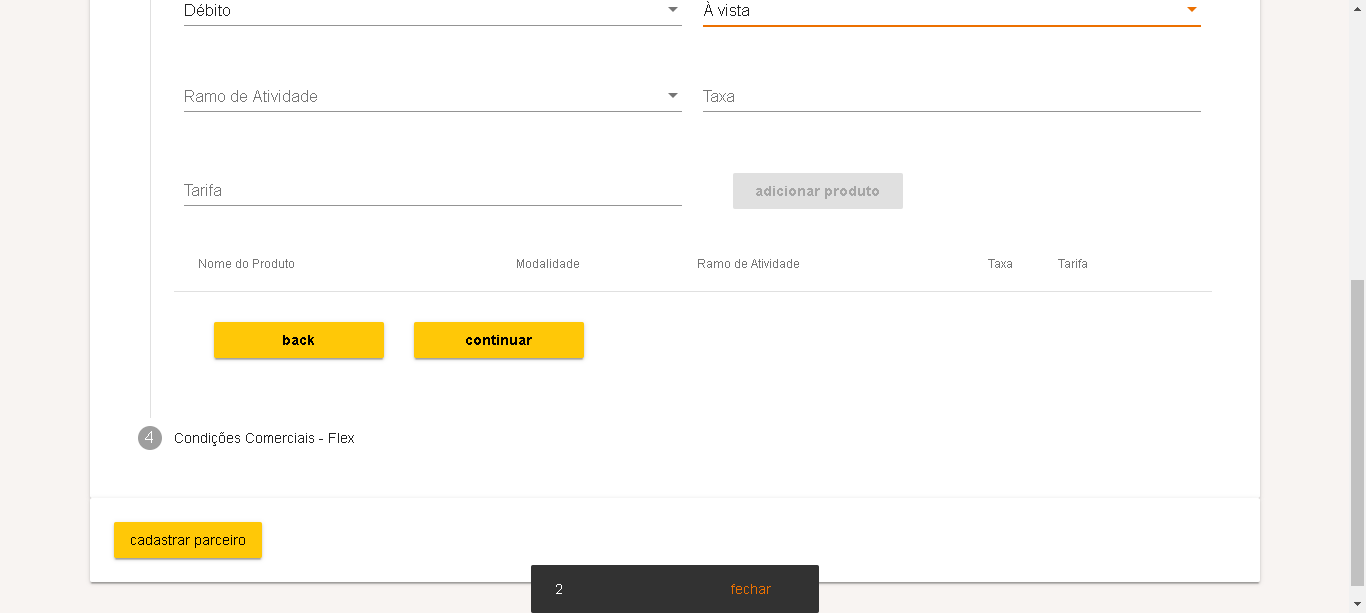 Débito À vista
Ramo de Atividade Taxa
Tarifa adicionar produto
Nome do Produto Modalidade Ramo de Atividade Taxa Tarifa
back continuar
4 Condições Comerciais - Flex
cadastrar parceiro
2 fechar